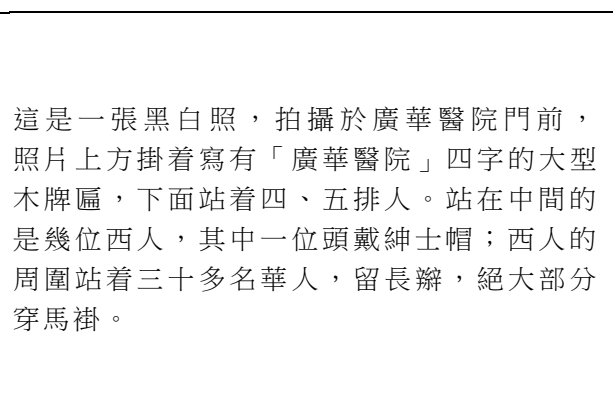 這是一張黑白照，拍攝於廣華醫院門前，
照片上方掛着寫有「廣華醫院」四字的大型
木牌匾，下面站着四、五排人。站在中間的
是幾位西人，其中一位頭戴紳士帽；西人的
周圍站着三十多名華人，留長辮，絕大部分
穿馬褂。